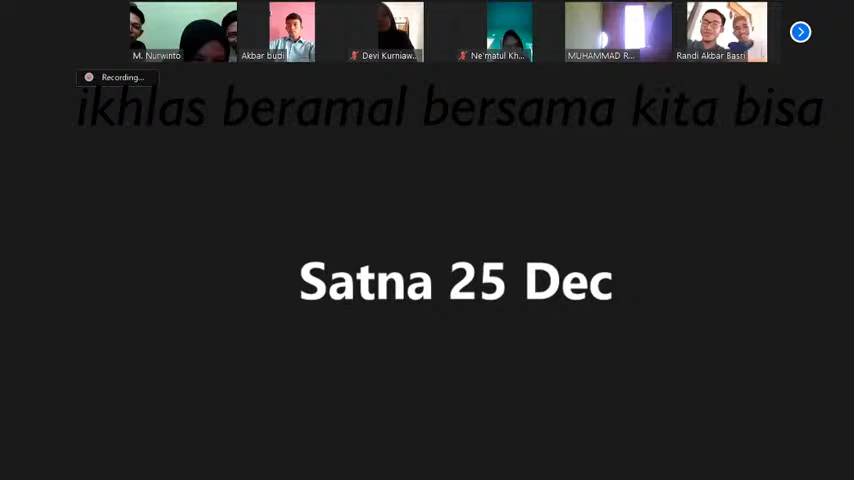 M. Nurwinto
Akbar budi
Devi Kurniaw...
Ne'matul Kh...
MUHAMMAD R...
Randi Akbar Basri
Recording...
ikhlas beramal bersama kita bisa
Satna 25 Dec